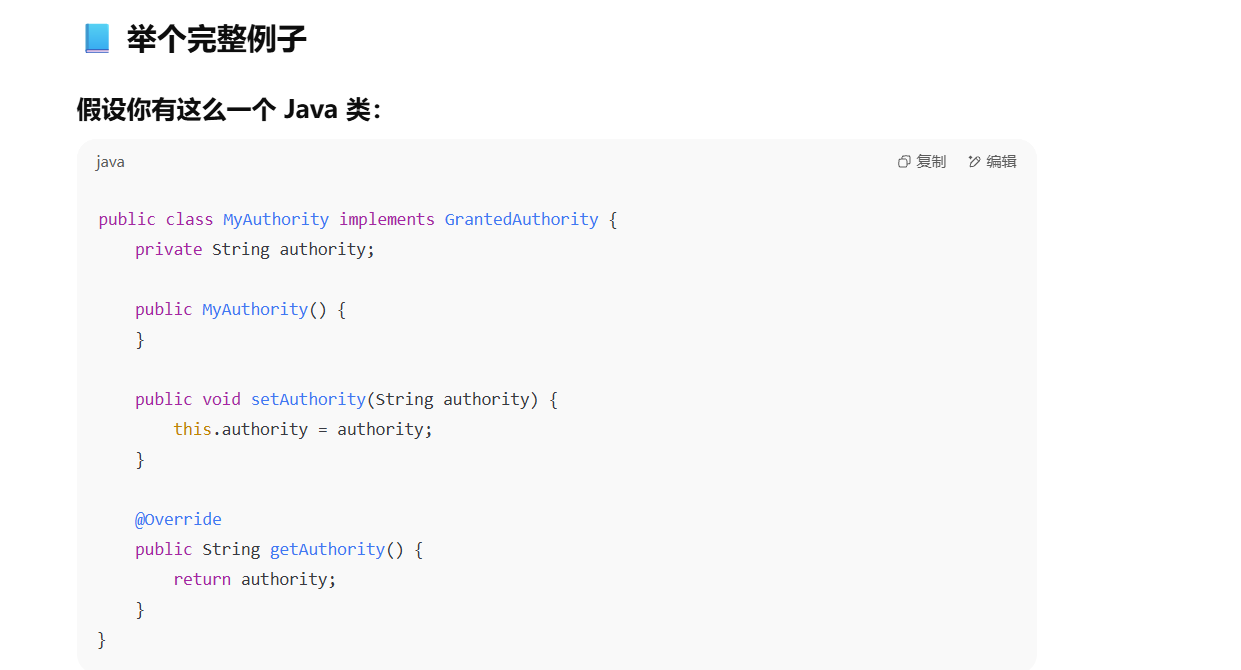 📘 举个完整例子
假设你有这么一个 Java 类：
java
复制 编辑
public class MyAuthority implements GrantedAuthority {
    private String authority;
    public MyAuthority() {
    }
    public void setAuthority(String authority) {
        this.authority = authority;
    }
    @Override
    public String getAuthority() {
        return authority;
    }
}